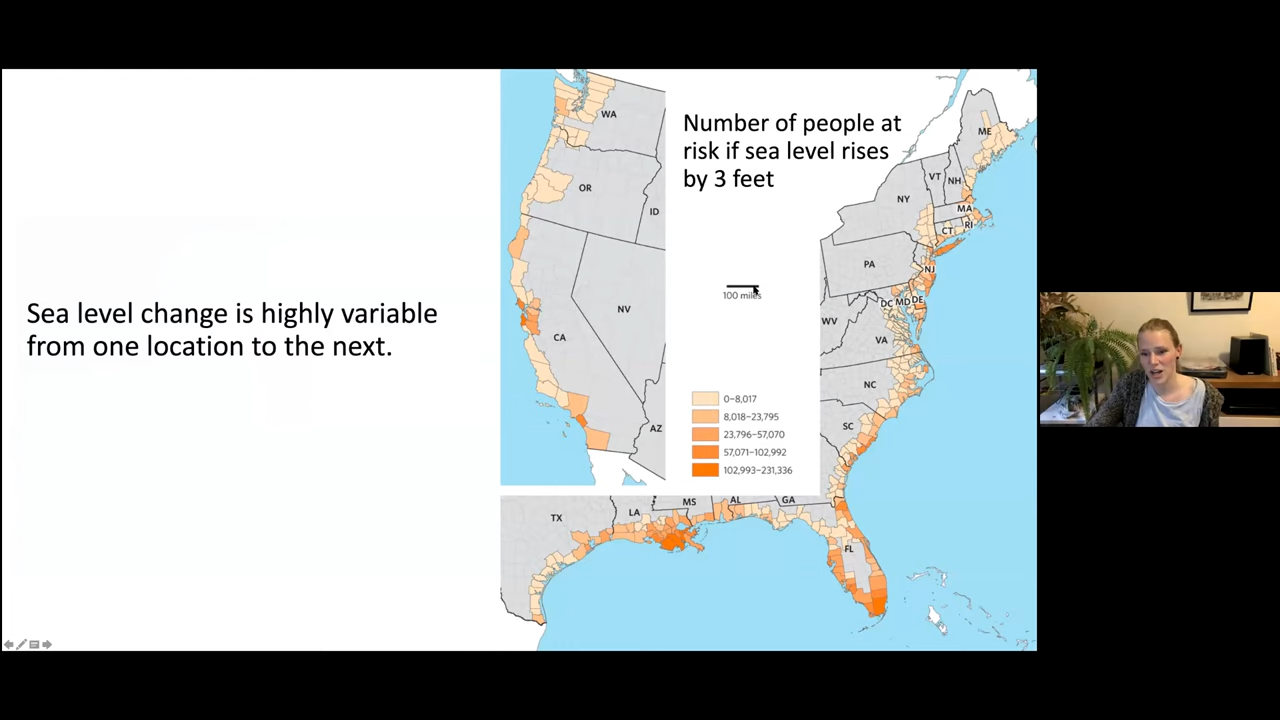 Sea level change is highly variable
from one location to the next.
Number of people at
risk if sea level rises
by 3 feet
100 miles
0–8,017
8,018–23,795
23,796–57,070
57,071–102,992
102,993–231,336
WA
OR
ID
NV
CA
AZ
ME
VT
NH
NY
MA
CT
RI
PA
NJ
DC
MD
DE
WV
VA
NC
SC
TX
LA
MS
AL
GA
FL